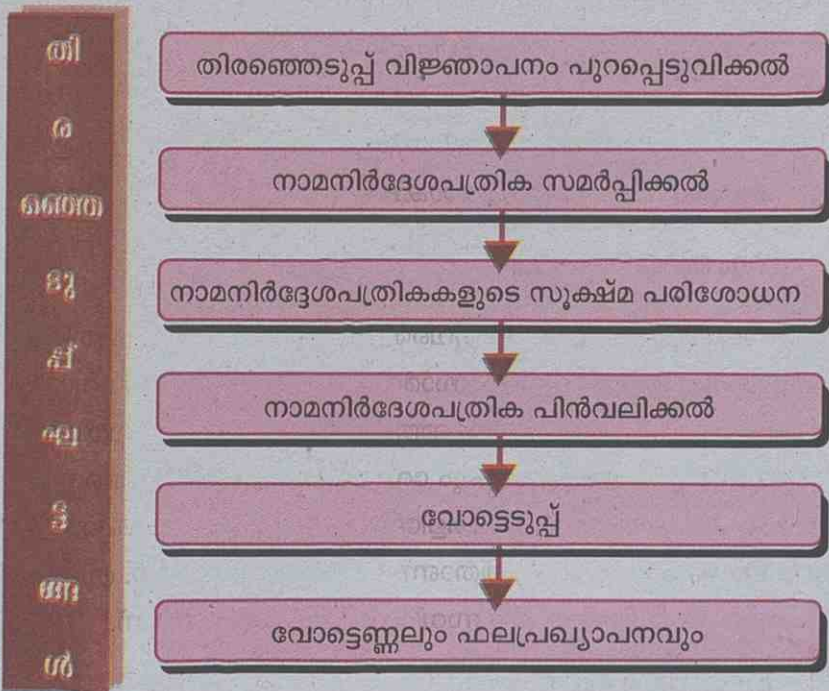 തി
ര
ഞ്ഞെ
ടു
പ്പ്
ഘ
ട്ട
ങ്ങ
ൾ
തിരഞ്ഞെടുപ്പ് വിജ്ഞാപനം പുറപ്പെടുവിക്കൽ
നാമനിർദേശപത്രിക സമർപ്പിക്കൽ
നാമനിർദ്ദേശപത്രികകളുടെ സൂക്ഷ്മ പരിശോധന
നാമനിർദേശപത്രിക പിൻവലിക്കൽ
വോട്ടെടുപ്പ്
വോട്ടെണ്ണലും ഫലപ്രഖ്യാപനവും